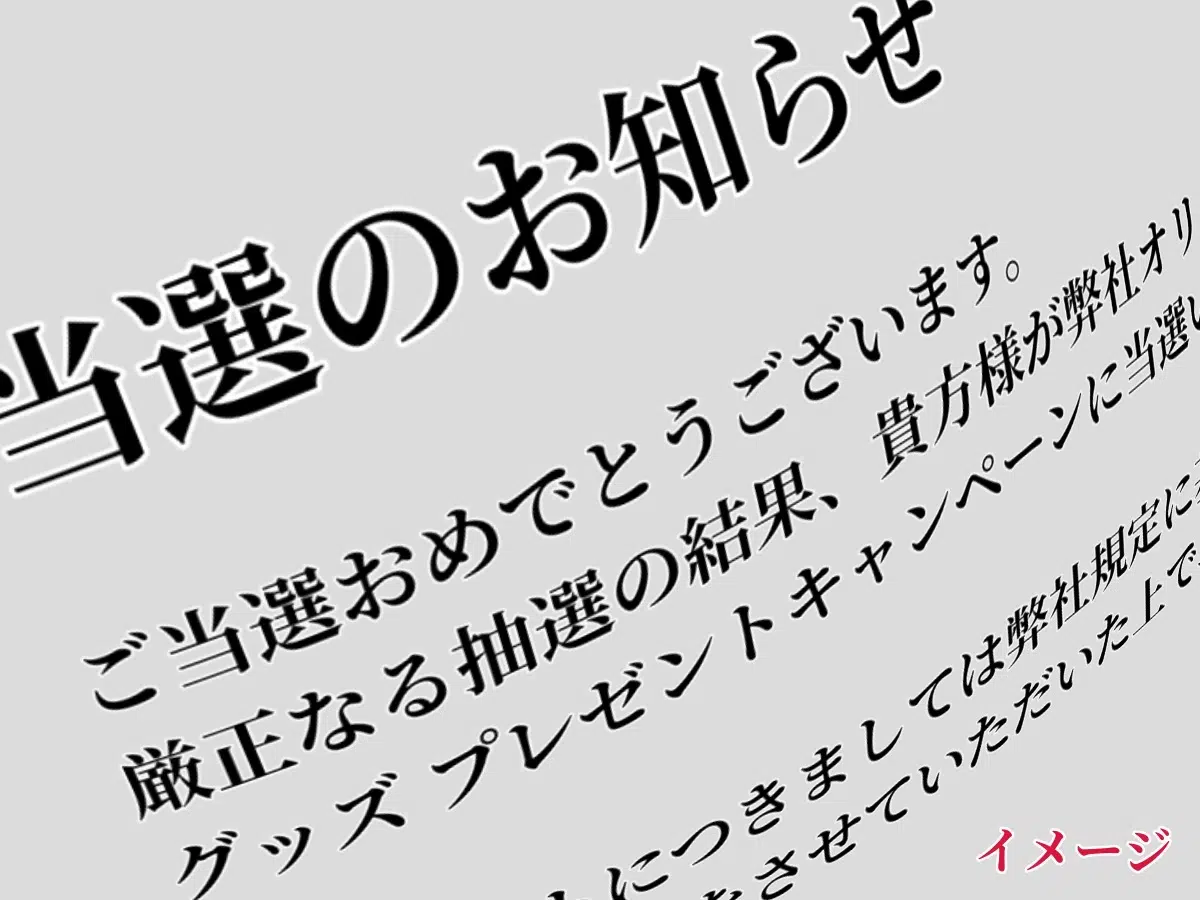 当選のお知らせ
ご当選おめでとうございます。
厳正なる抽選の結果、貴方様が弊社オリ
グッズ プレゼントキャンペーンに当選い
につきましては弊社規定に
させていただいた上で
イメージ